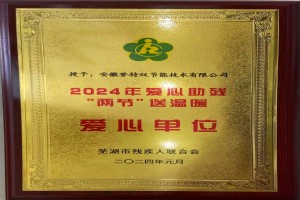 授予：安徽普特双节能技术有限公司
2024年爱心助残
“两节”送温暖
爱心单位
芜湖市残疾人联合会
二〇二四年元月